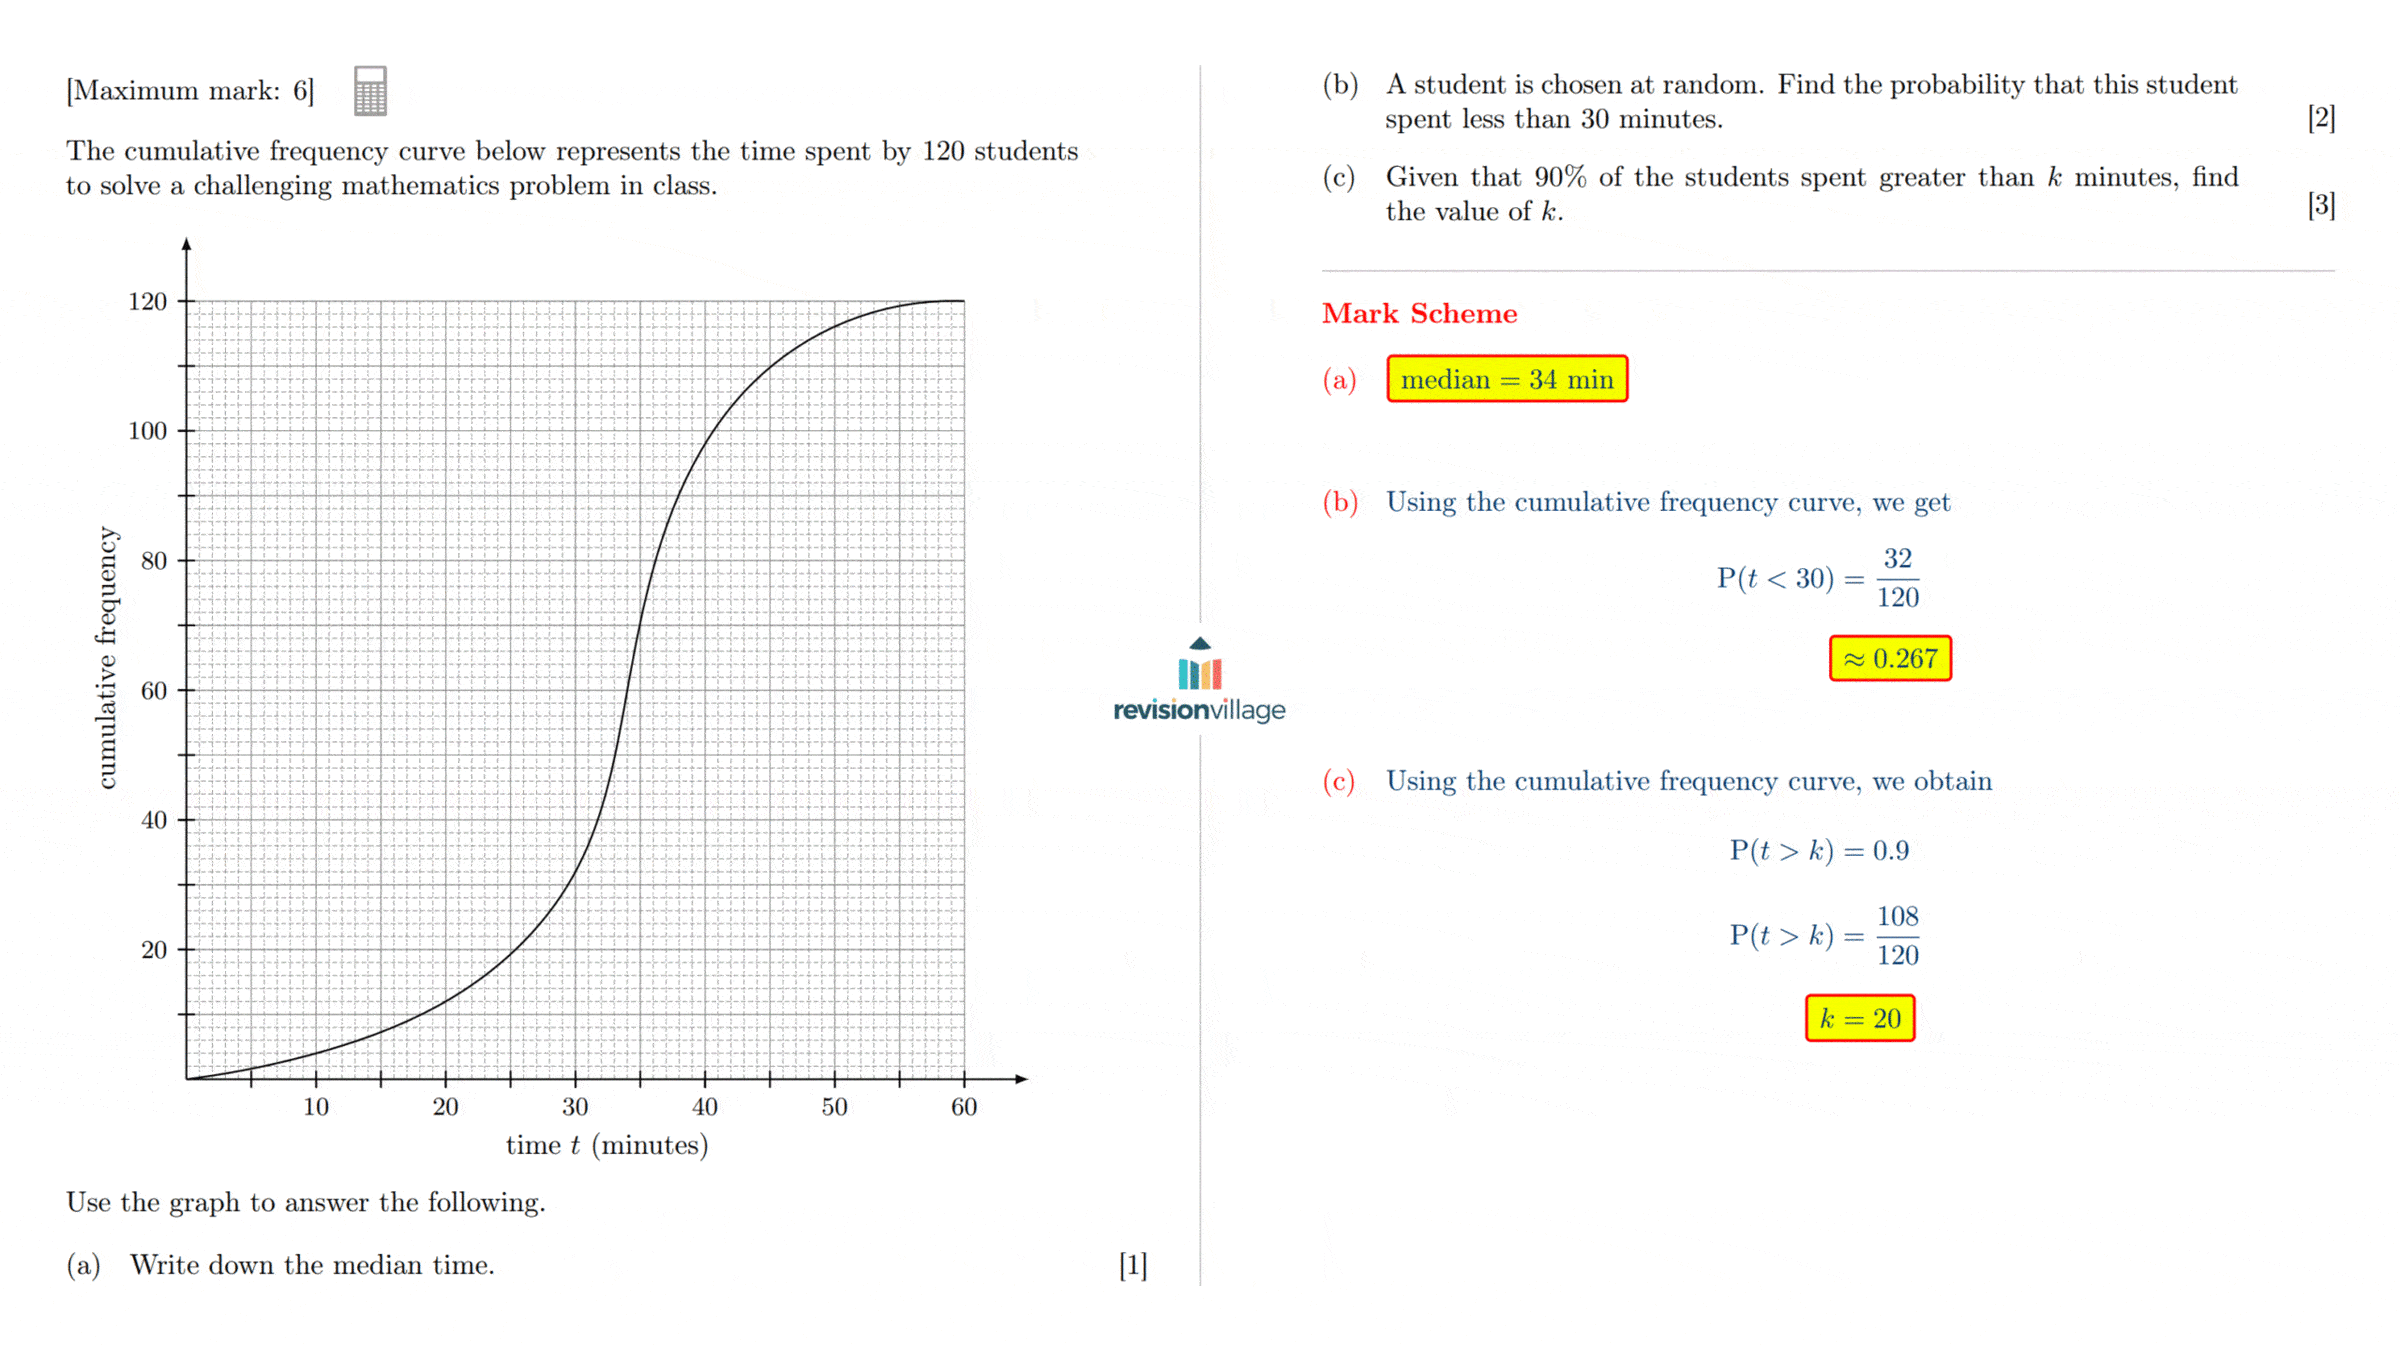 [Maximum mark: 6]
The cumulative frequency curve below represents the time spent by 120 students
to solve a challenging mathematics problem in class.
120
100
80
60
40
20
cumulative frequency
10 20 30 40 50 60
time t (minutes)
Use the graph to answer the following.
(a) Write down the median time. [1]
revisionvillage
(b) A student is chosen at random. Find the probability that this student
spent less than 30 minutes. [2]
(c) Given that 90% of the students spent greater than k minutes, find
the value of k. [3]
Mark Scheme
(a) median = 34 min
(b) Using the cumulative frequency curve, we get
P(t < 30) = 32/120
≈ 0.267
(c) Using the cumulative frequency curve, we obtain
P(t > k) = 0.9
P(t > k) = 108/120
k = 20